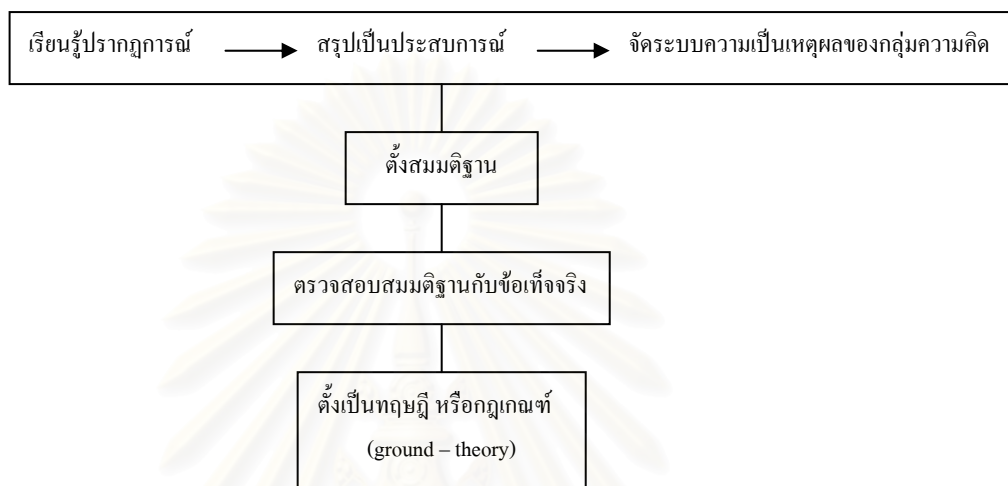 เรียนรู้ปรากฏการณ์ สรุปเป็นประสบการณ์ จัดระบบความเป็นเหตุผลของกลุ่มความคิด
ตั้งสมมติฐาน
ตรวจสอบสมมติฐานกับข้อเท็จจริง
ตั้งเป็นทฤษฎี หรือกฎเกณฑ์
(ground – theory)